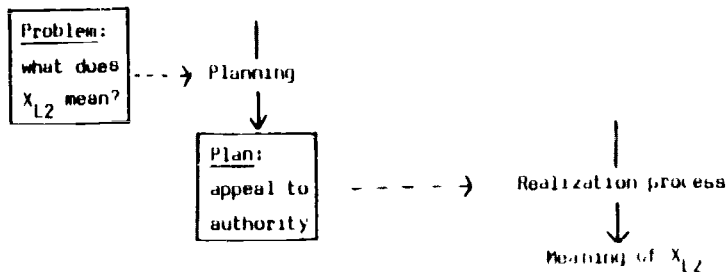 Problem:
what does
X_L2 mean?
Planning
Plan:
appeal to
authority
Realization process
Meaning of X_L2